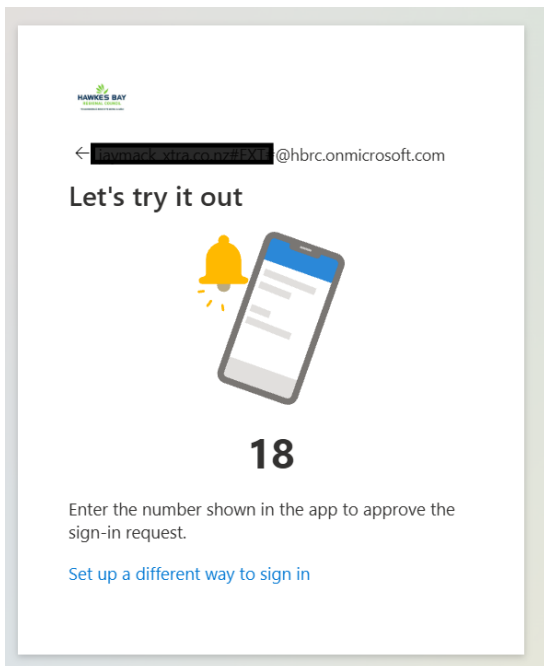 HAWKES BAY
REGIONAL COUNCIL
@hbrc.onmicrosoft.com
Let's try it out
18
Enter the number shown in the app to approve the
sign-in request.
Set up a different way to sign in